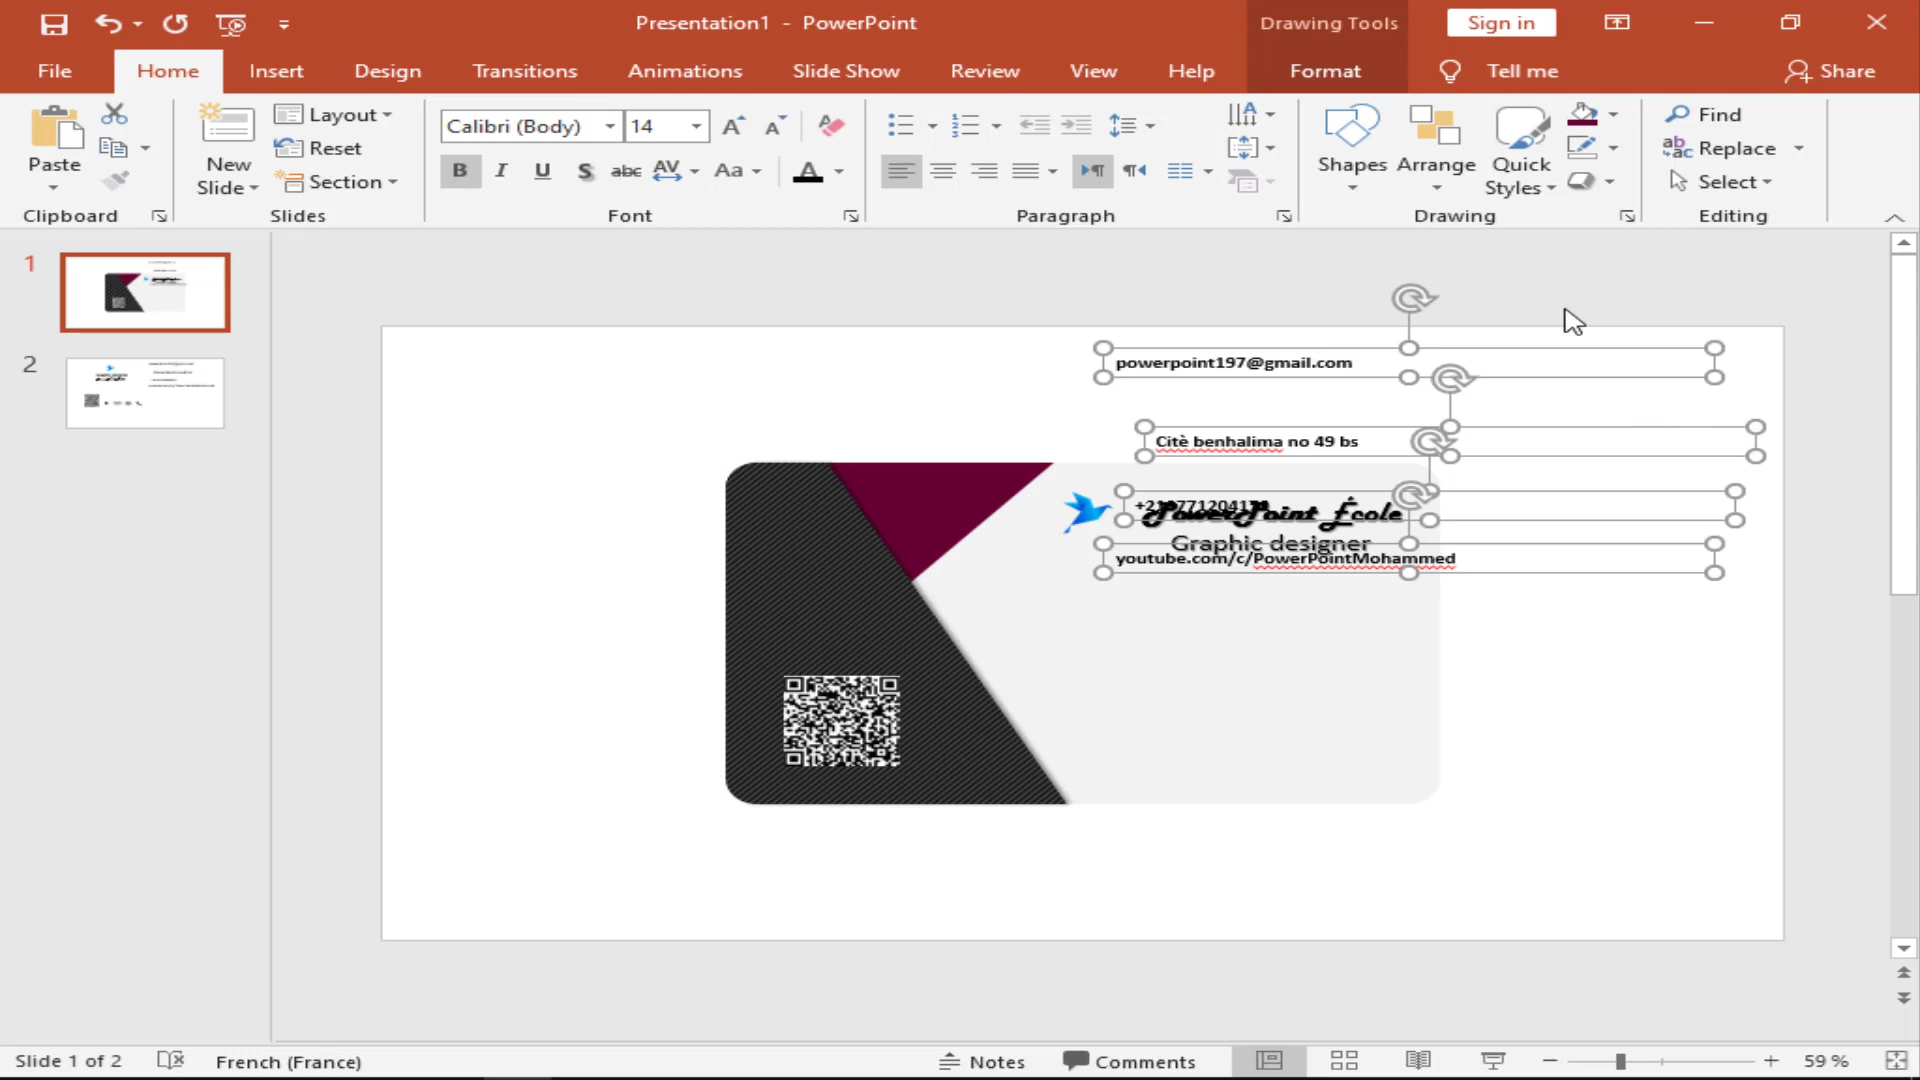 Presentation1 - PowerPoint
Drawing Tools
Sign in
File
Home
Insert
Design
Transitions
Animations
Slide Show
Review
View
Help
Format
Tell me
Share
Paste
New
Slide
Layout
Reset
Section
Calibri (Body)
14
B I U S abc AV Aa A
Shapes
Arrange
Quick
Styles
Find
Replace
Select
Clipboard
Slides
Font
Paragraph
Drawing
Editing
1
2
powerpoint197@gmail.com
Citè benhalima no 49 bs
PowerPoint École
Graphic designer
youtube.com/c/PowerPointMohammed
Slide 1 of 2
French (France)
Notes
Comments
59 %